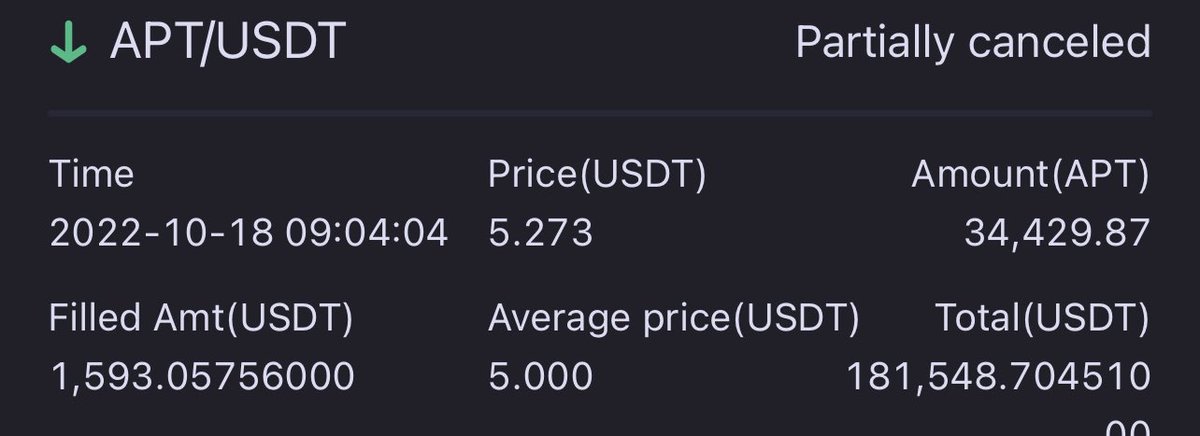 APT/USDT Partially canceled
Time Price(USDT) Amount(APT)
2022-10-18 09:04:04 5.273 34,429.87
Filled Amt(USDT) Average price(USDT) Total(USDT)
1,593.05756000 5.000 181,548.704510
00